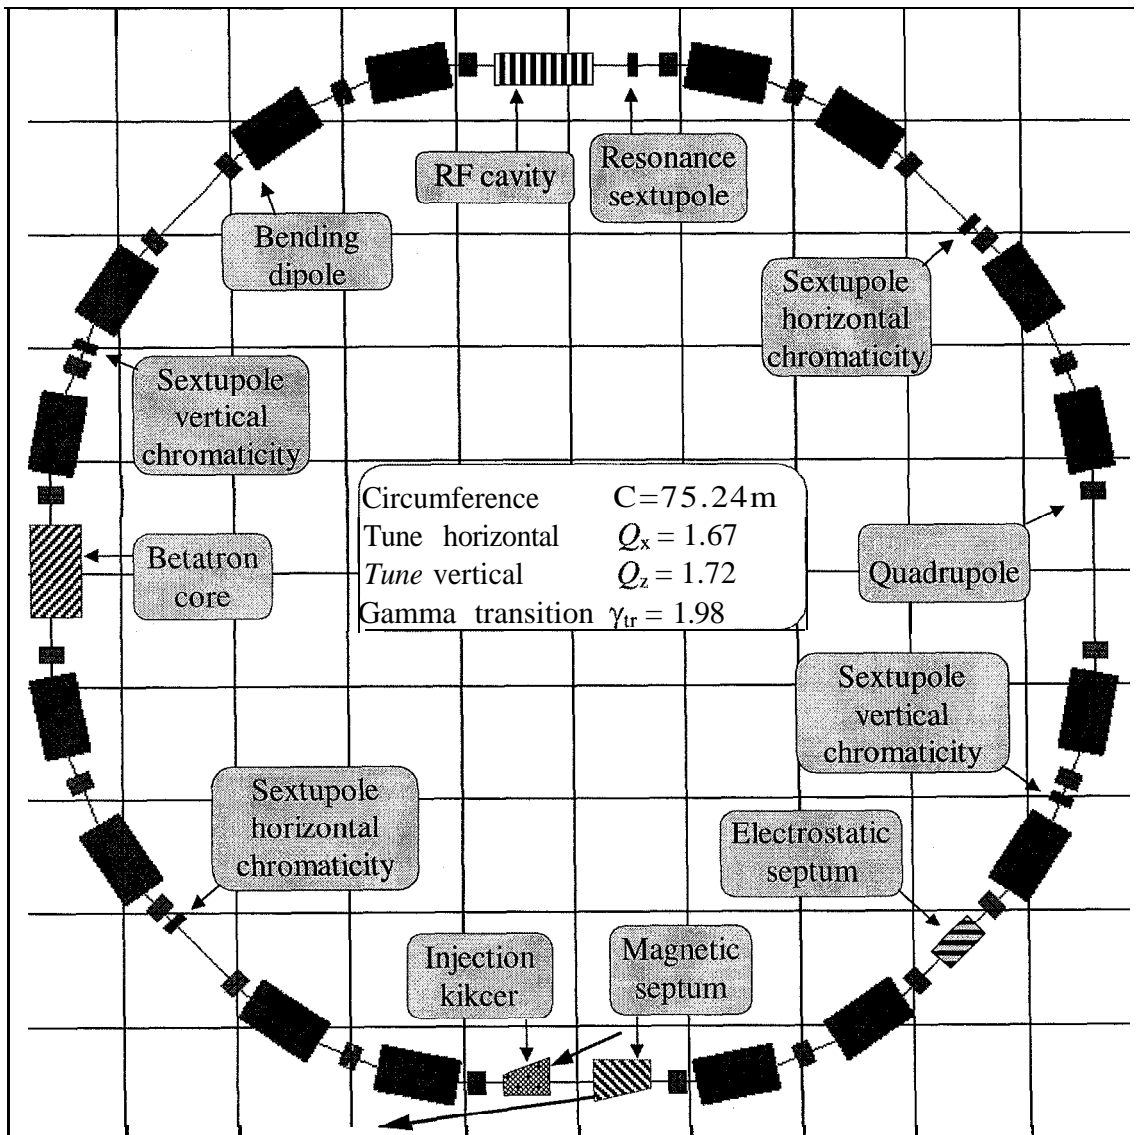 RF cavity
Resonance
sextupole
Bending
dipole
Sextupole
horizontal
chromaticity
Sextupole
vertical
chromaticity
Circumference C=75.24m
Tune horizontal Qx = 1.67
Tune vertical Qz = 1.72
Gamma transition γtr = 1.98
Betatron
core
Quadrupole
Sextupole
vertical
chromaticity
Sextupole
horizontal
chromaticity
Electrostatic
septum
Injection
kikcer
Magnetic
septum